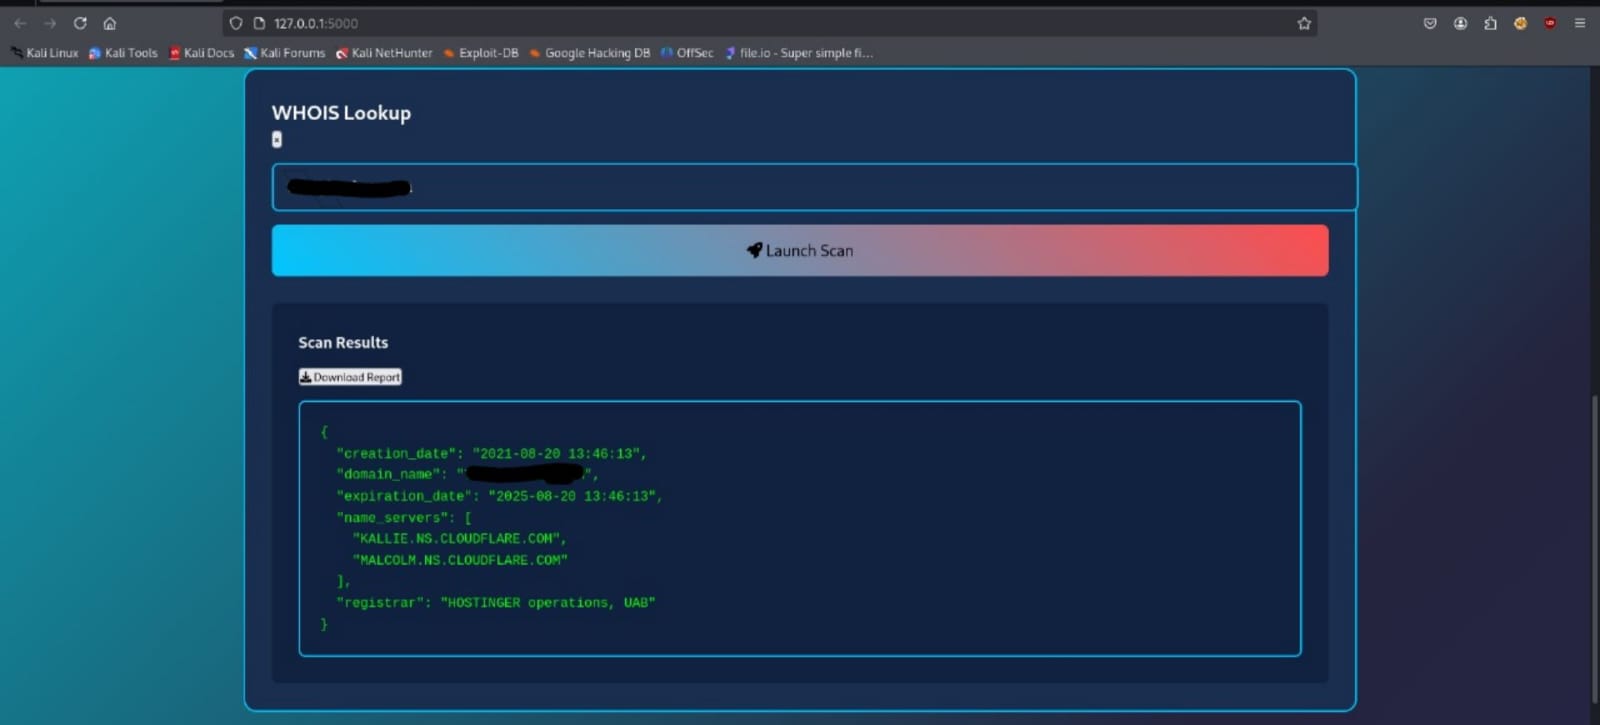 127.0.0.1:5000
Kali Linux Kali Tools Kali Docs Kali Forums Kali NetHunter Exploit-DB Google Hacking DB OffSec file.io - Super simple fi...
WHOIS Lookup
×
Launch Scan
Scan Results
Download Report
{
"creation_date": "2021-08-20 13:46:13",
"domain_name": "",
"expiration_date": "2025-08-20 13:46:13",
"name_servers": [
"KALLIE.NS.CLOUDFLARE.COM",
"MALCOLM.NS.CLOUDFLARE.COM"
],
"registrar": "HOSTINGER operations, UAB"
}